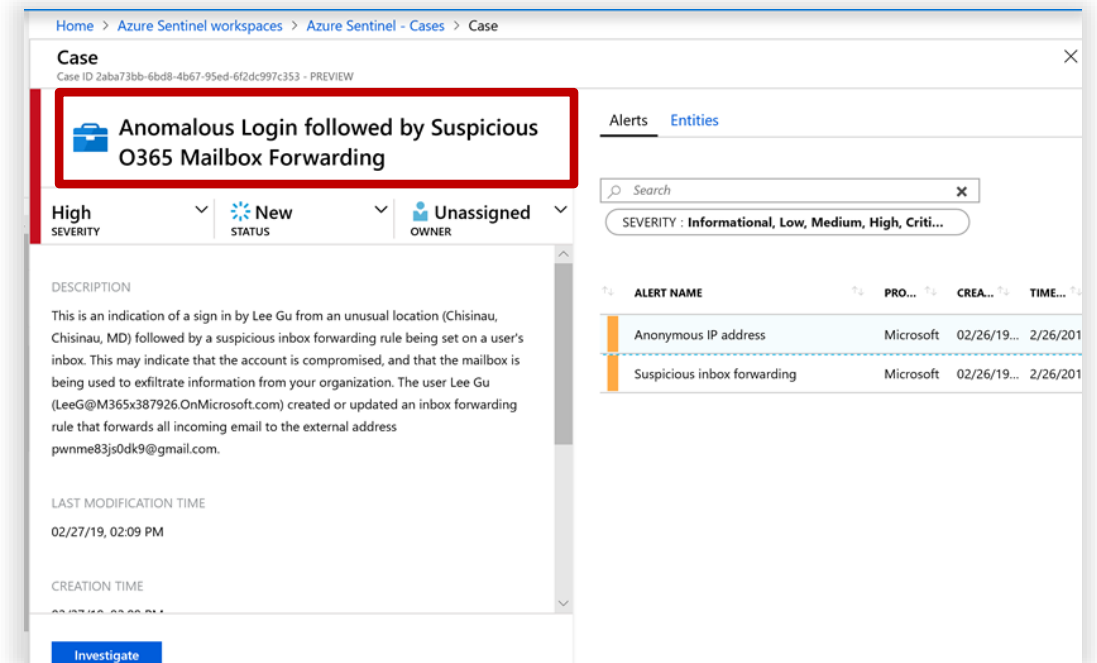 Home > Azure Sentinel workspaces > Azure Sentinel - Cases > Case
Case
Case ID 2aba73bb-6bd8-4b67-95ed-6f2dc997c353 - PREVIEW
Anomalous Login followed by Suspicious
O365 Mailbox Forwarding
High
SEVERITY
New
STATUS
Unassigned
OWNER
DESCRIPTION
This is an indication of a sign in by Lee Gu from an unusual location (Chisinau,
Chisinau, MD) followed by a suspicious inbox forwarding rule being set on a user's
inbox. This may indicate that the account is compromised, and that the mailbox is
being used to exfiltrate information from your organization. The user Lee Gu
(LeeG@M365x387926.OnMicrosoft.com) created or updated an inbox forwarding
rule that forwards all incoming email to the external address
pwnme83js0dk9@gmail.com.
LAST MODIFICATION TIME
02/27/19, 02:09 PM
CREATION TIME
Investigate
Alerts Entities
Search
SEVERITY : Informational, Low, Medium, High, Criti...
ALERT NAME PRO... CREA... TIME...
Anonymous IP address Microsoft 02/26/19... 2/26/201
Suspicious inbox forwarding Microsoft 02/26/19... 2/26/201